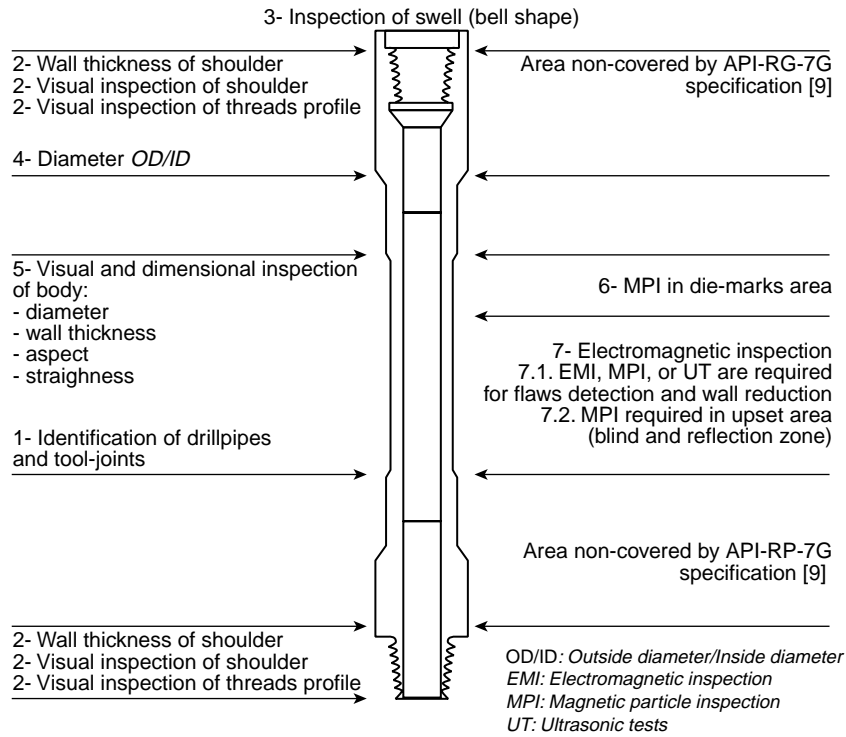 3- Inspection of swell (bell shape)
2- Wall thickness of shoulder
2- Visual inspection of shoulder
2- Visual inspection of threads profile
Area non-covered by API-RG-7G
specification [9]
4- Diameter OD/ID
5- Visual and dimensional inspection
of body:
- diameter
- wall thickness
- aspect
- straighness
6- MPI in die-marks area
7- Electromagnetic inspection
7.1. EMI, MPI, or UT are required
for flaws detection and wall reduction
7.2. MPI required in upset area
(blind and reflection zone)
1- Identification of drillpipes
and tool-joints
Area non-covered by API-RP-7G
specification [9]
2- Wall thickness of shoulder
2- Visual inspection of shoulder
2- Visual inspection of threads profile
OD/ID: Outside diameter/Inside diameter
EMI: Electromagnetic inspection
MPI: Magnetic particle inspection
UT: Ultrasonic tests